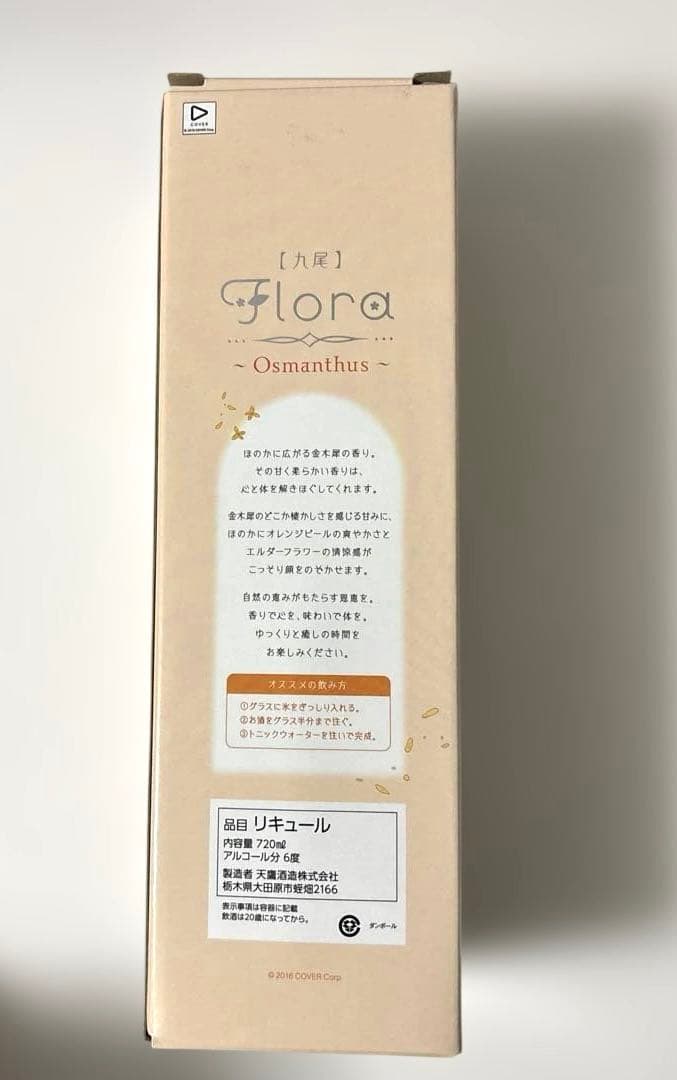 COVER
© 2016 COVER Corp.
【九尾】
Flora
~ Osmanthus ~
ほのかに広がる金木犀の香り。
その甘く柔らかい香りは、
心と体を解きほぐしてくれます。
金木犀のどこか懐かしさを感じる甘みに、
ほのかにオレンジピールの爽やかさと
エルダーフラワーの清涼感が
こっそり顔をのぞかせます。
自然の恵みがもたらす恩恵を。
香りで心を、味わいで体を。
ゆっくりと癒しの時間を
お楽しみください。
オススメの飲み方
①グラスに氷をぎっしり入れる。
②お酒をグラス半分まで注ぐ。
③トニックウォーターを注いで完成。
品目 リキュール
内容量 720㎖
アルコール分 6度
製造者 天鷹酒造株式会社
栃木県大田原市蛭畑2166
表示事項は容器に記載
飲酒は20歳になってから。
ダンボール
© 2016 COVER Corp.